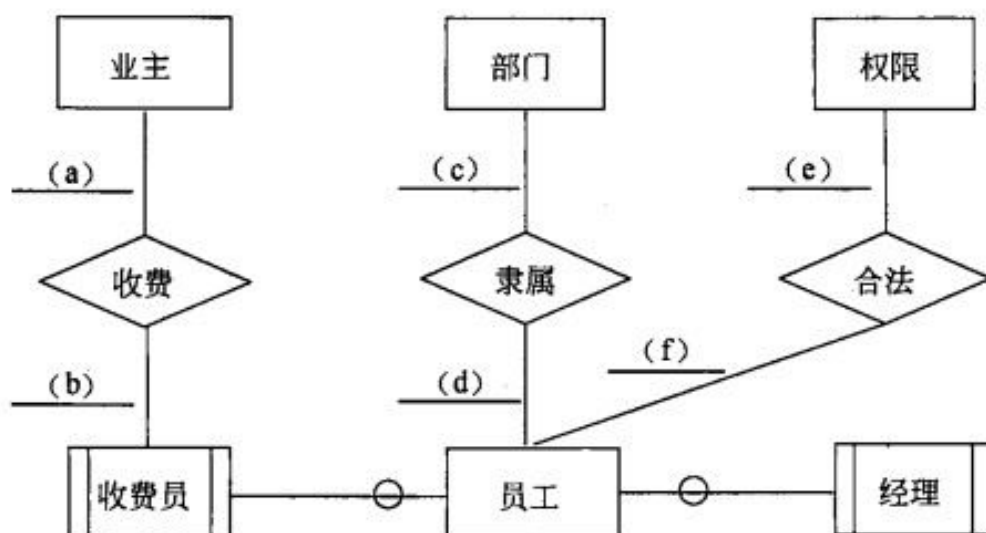 业主 部门 权限
(a) (c) (e)
收费 隶属 合法
(b) (d) (f)
收费员 员工 经理